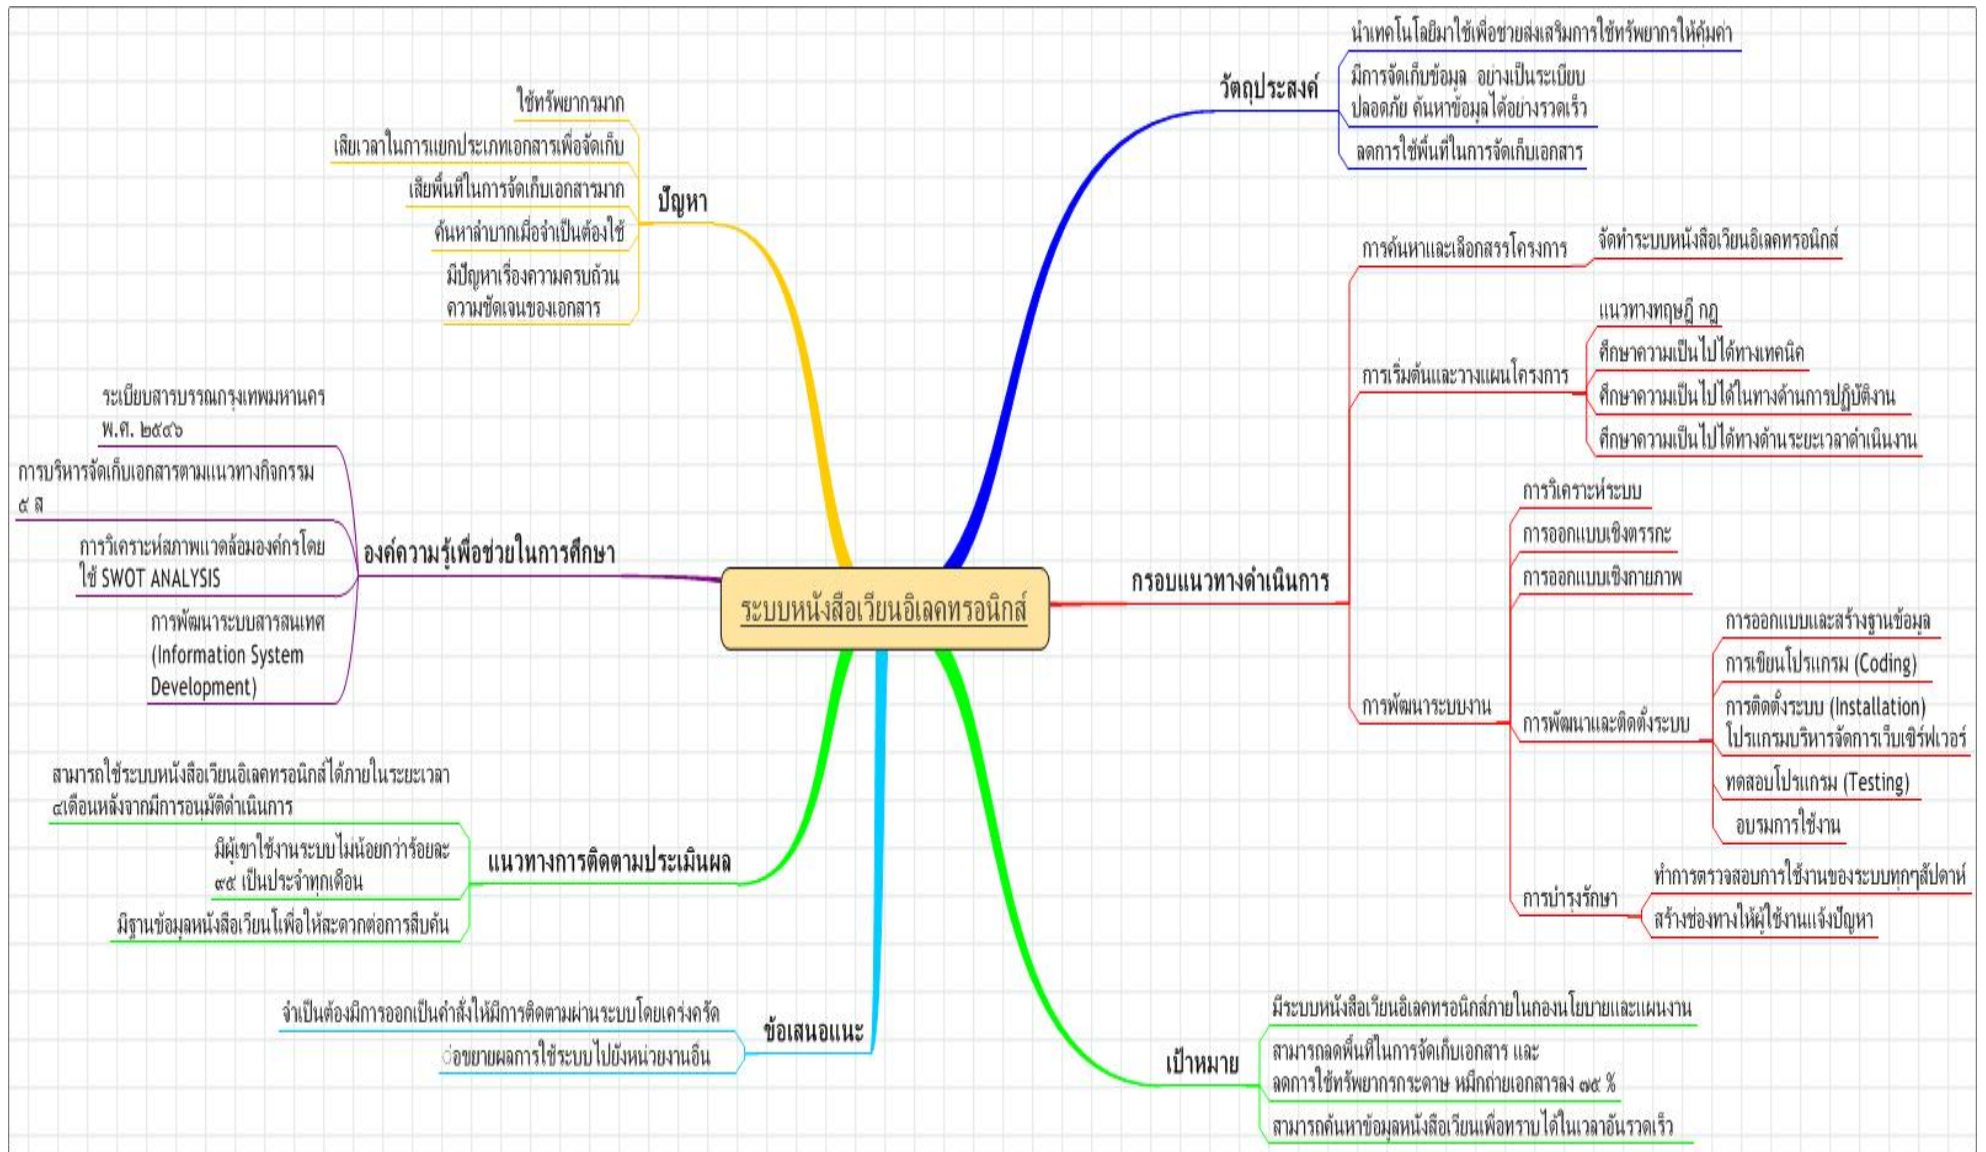 ระบบหนังสือเวียนอิเลคทรอนิกส์
วัตถุประสงค์
นำเทคโนโลยีมาใช้เพื่อช่วยส่งเสริมการใช้ทรัพยากรให้คุ้มค่า
มีการจัดเก็บข้อมูล อย่างเป็นระเบียบ
ปลอดภัย ค้นหาข้อมูลได้อย่างรวดเร็ว
ลดการใช้พื้นที่ในการจัดเก็บเอกสาร
กรอบแนวทางดำเนินการ
การค้นหาและเลือกสรรโครงการ
จัดทำระบบหนังสือเวียนอิเลคทรอนิกส์
การเริ่มต้นและวางแผนโครงการ
แนวทางทฤษฎี กฎ
ศึกษาความเป็นไปได้ทางเทคนิค
ศึกษาความเป็นไปได้ในทางด้านการปฏิบัติงาน
ศึกษาความเป็นไปได้ทางด้านระยะเวลาดำเนินงาน
การพัฒนาระบบงาน
การวิเคราะห์ระบบ
การออกแบบเชิงตรรกะ
การออกแบบเชิงกายภาพ
การพัฒนาและติดตั้งระบบ
การออกแบบและสร้างฐานข้อมูล
การเขียนโปรแกรม (Coding)
การติดตั้งระบบ (Installation)
โปรแกรมบริหารจัดการเว็บเซิร์ฟเวอร์
ทดสอบโปรแกรม (Testing)
อบรมการใช้งาน
การบำรุงรักษา
ทำการตรวจสอบการใช้งานของระบบทุกๆสัปดาห์
สร้างช่องทางให้ผู้ใช้งานแจ้งปัญหา
เป้าหมาย
มีระบบหนังสือเวียนอิเลคทรอนิกส์ภายในกองนโยบายและแผนงาน
สามารถลดพื้นที่ในการจัดเก็บเอกสาร และ
ลดการใช้ทรัพยากรกระดาษ หมึกถ่ายเอกสารลง ๗๕ %
สามารถค้นหาข้อมูลหนังสือเวียนเพื่อทราบได้ในเวลาอันรวดเร็ว
ปัญหา
ใช้ทรัพยากรมาก
เสียเวลาในการแยกประเภทเอกสารเพื่อจัดเก็บ
เสียพื้นที่ในการจัดเก็บเอกสารมาก
ค้นหาลำบากเมื่อจำเป็นต้องใช้
มีปัญหาเรื่องความครบถ้วน
ความชัดเจนของเอกสาร
องค์ความรู้เพื่อช่วยในการศึกษา
ระเบียบสารบรรณกรุงเทพมหานคร
พ.ศ. ๒๕๔๖
การบริหารจัดเก็บเอกสารตามแนวทางกิจกรรม
๕ ส
การวิเคราะห์สภาพแวดล้อมองค์กรโดย
ใช้ SWOT ANALYSIS
การพัฒนาระบบสารสนเทศ
(Information System
Development)
แนวทางการติดตามประเมินผล
สามารถใช้ระบบหนังสือเวียนอิเลคทรอนิกส์ได้ภายในระยะเวลา
๔เดือนหลังจากมีการอนุมัติดำเนินการ
มีผู้เขาใช้งานระบบไม่น้อยกว่าร้อยละ
๙๕ เป็นประจำทุกเดือน
มีฐานข้อมูลหนังสือเวียนโเพื่อให้สะดวกต่อการสืบค้น
ข้อเสนอแนะ
จำเป็นต้องมีการออกเป็นคำสั่งให้มีการติดตามผ่านระบบโดยเคร่งครัด
่อขยายผลการใช้ระบบไปยังหน่วยงานอื่น